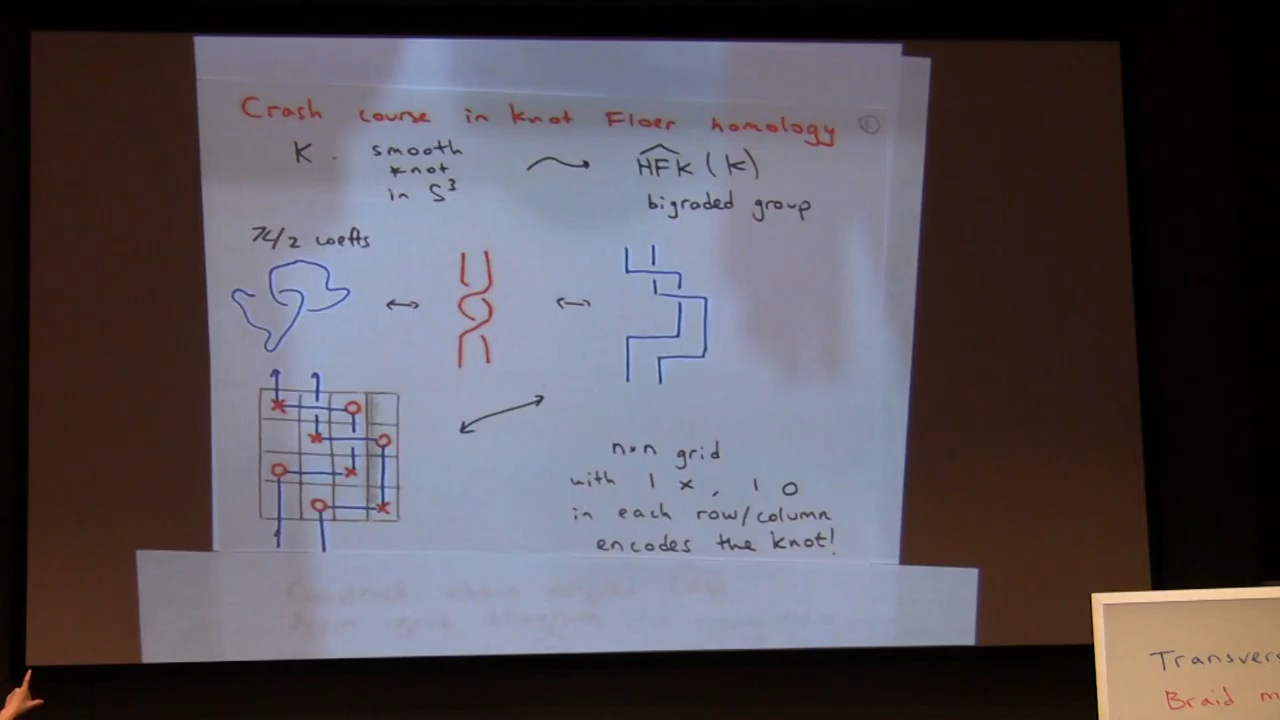 Crash course in knot Floer homology
K smooth knot in S³ → HFK (K)
bigraded group
Z/2 coeffs
n×n grid
with 1 x, 1 O
in each row/column
encodes the knot!
Transvers
Braid m